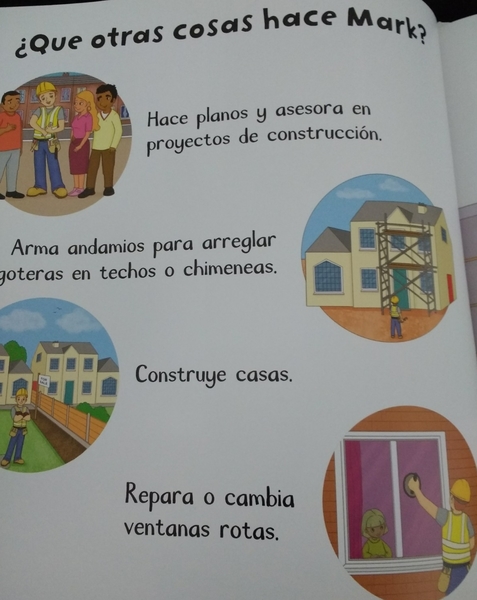 ¿Que otras cosas hace Mark?
Hace planos y asesora en
proyectos de construcción.
Arma andamios para arreglar
goteras en techos o chimeneas.
Construye casas.
Repara o cambia
ventanas rotas.